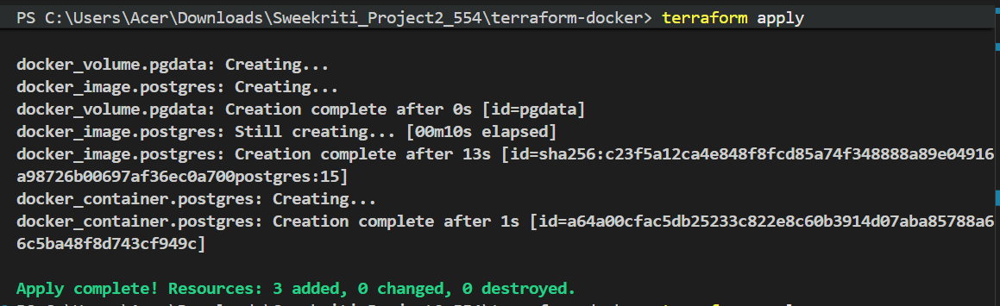 PS C:\Users\Acer\Downloads\Sweekriti_Project2_554\terraform-docker> terraform apply
docker_volume.pgdata: Creating...
docker_image.postgres: Creating...
docker_volume.pgdata: Creation complete after 0s [id=pgdata]
docker_image.postgres: Still creating... [00m10s elapsed]
docker_image.postgres: Creation complete after 13s [id=sha256:c23f5a12ca4e848f8fcd85a74f348888a89e04916
a98726b00697af36ec0a700postgres:15]
docker_container.postgres: Creating...
docker_container.postgres: Creation complete after 1s [id=a64a00cfac5db25233c822e8c60b3914d07aba85788a6
6c5ba48f8d743cf949c]
Apply complete! Resources: 3 added, 0 changed, 0 destroyed.